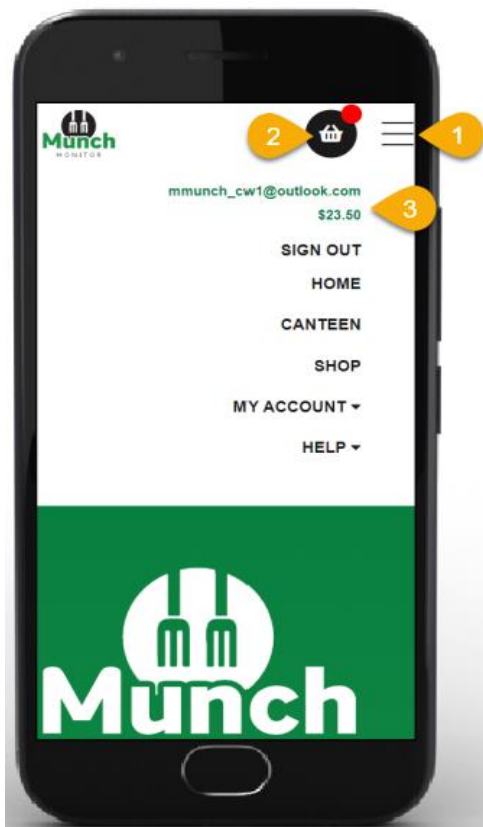 Munch
MONITOR
2
1
mmunch_cw1@outlook.com
$23.50
3
SIGN OUT
HOME
CANTEEN
SHOP
MY ACCOUNT
HELP
Munch